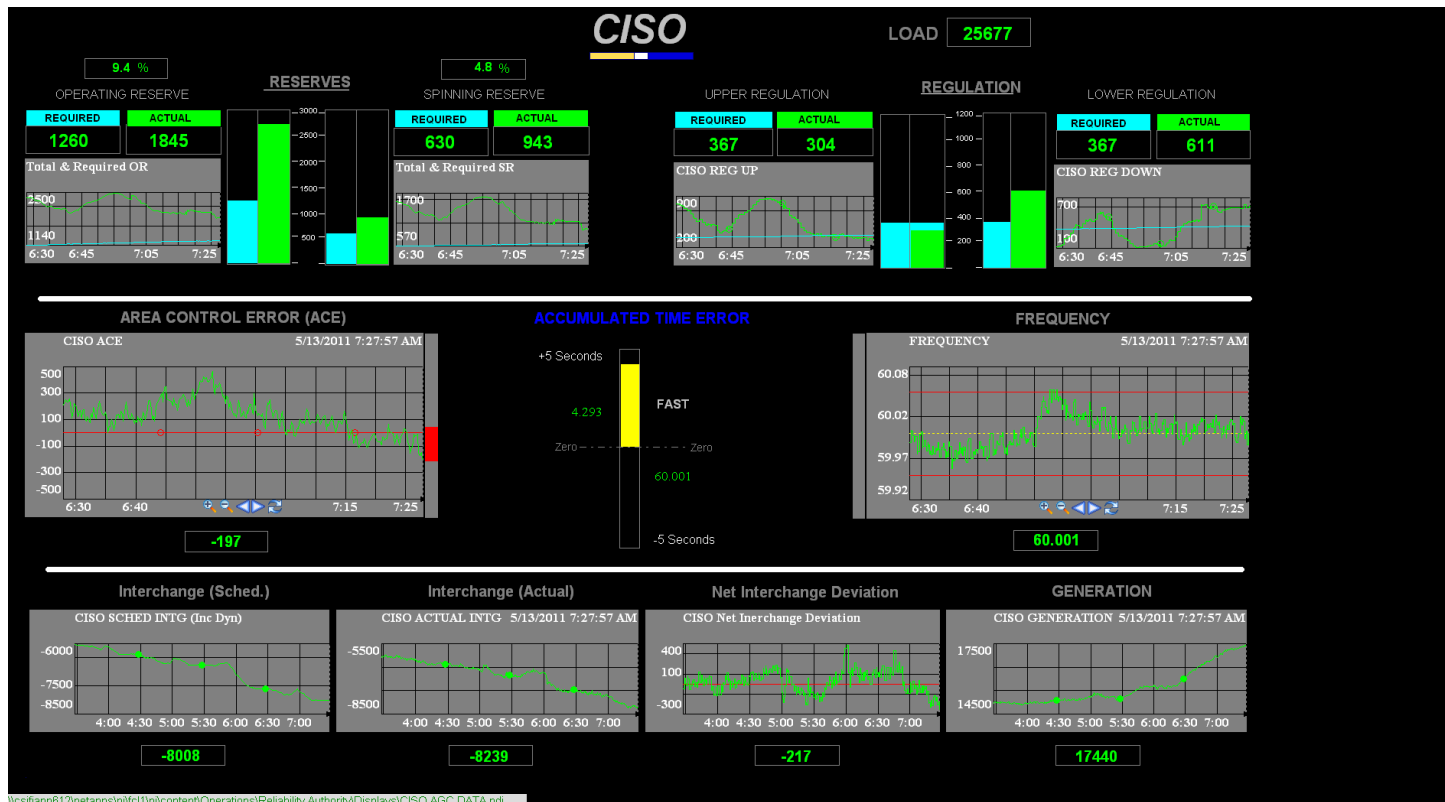 CISO
LOAD 25677
9.4 %
RESERVES
4.8 %
OPERATING RESERVE
SPINNING RESERVE
REQUIRED ACTUAL
1260 1845
3000
2500
2000
1500
1000
500
REQUIRED ACTUAL
630 943
Total & Required OR
2500
1140
6:30 6:45 7:05 7:25
Total & Required SR
1700
570
6:30 6:45 7:05 7:25
REGULATION
UPPER REGULATION
LOWER REGULATION
REQUIRED ACTUAL
367 304
1200
1000
800
600
400
200
REQUIRED ACTUAL
367 611
CISO REG UP
900
200
6:30 6:45 7:05 7:25
CISO REG DOWN
700
100
6:30 6:45 7:05 7:25
AREA CONTROL ERROR (ACE)
CISO ACE 5/13/2011 7:27:57 AM
500
300
100
-100
-300
-500
6:30 6:40 7:15 7:25
-197
ACCUMULATED TIME ERROR
+5 Seconds
4.293
FAST
Zero Zero
60.001
-5 Seconds
FREQUENCY
FREQUENCY 5/13/2011 7:27:57 AM
60.08
60.02
59.97
59.92
6:30 6:40 7:15 7:25
60.001
Interchange (Sched.)
CISO SCHED INTG (Inc Dyn)
-6000
-7500
-8500
4:00 4:30 5:00 5:30 6:00 6:30 7:00
-8008
Interchange (Actual)
CISO ACTUAL INTG 5/13/2011 7:27:57 AM
-5500
-8500
4:00 4:30 5:00 5:30 6:00 6:30 7:00
-8239
Net Interchange Deviation
CISO Net Inerchange Deviation
400
100
-300
4:00 4:30 5:00 5:30 6:00 6:30 7:00
-217
GENERATION
CISO GENERATION 5/13/2011 7:27:57 AM
17500
14500
4:00 4:30 5:00 5:30 6:00 6:30 7:00
17440